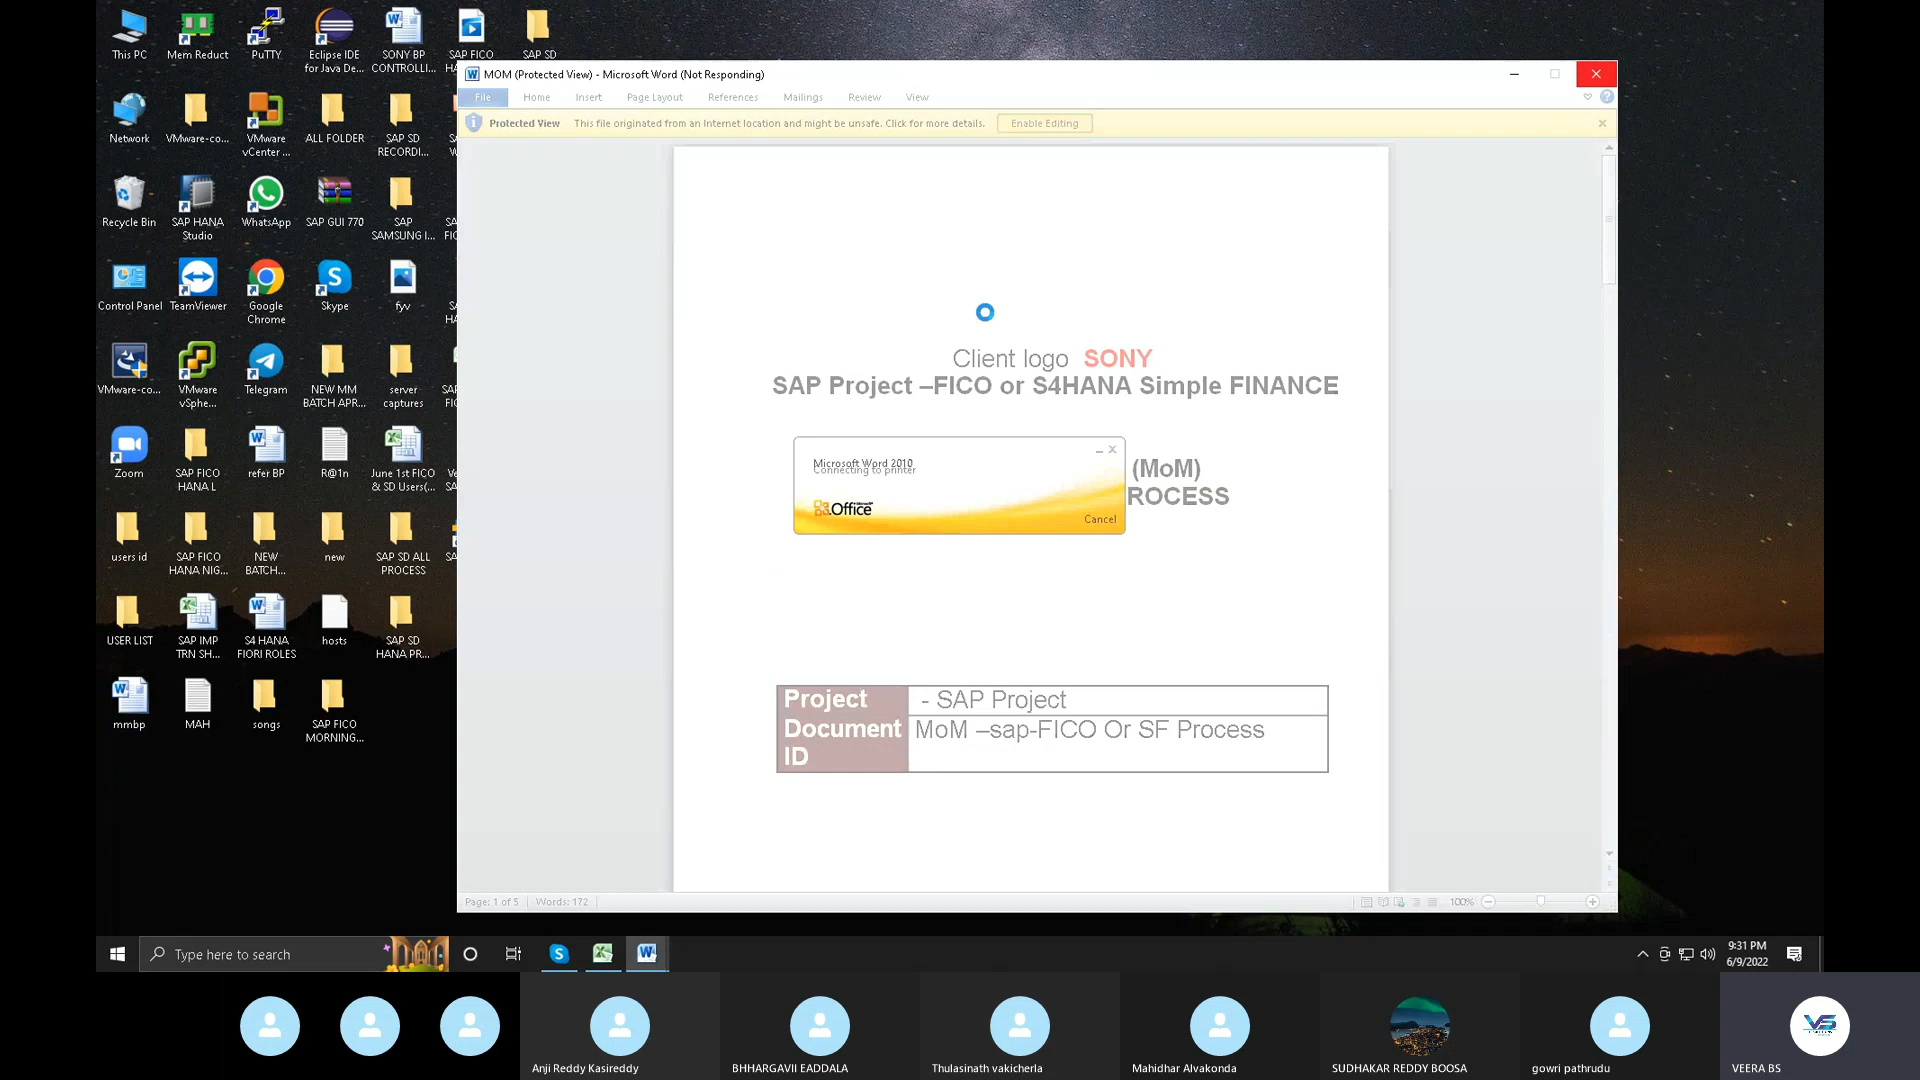 This PC
Mem Reduct
PuTTY
Eclipse IDE
for Java De...
SONY BP
CONTROLLI...
SAP FICO
SAP SD
Network
VMware-co...
VMware
vCenter ...
ALL FOLDER
SAP SD
RECORDI...
Recycle Bin
SAP HANA
Studio
WhatsApp
SAP GUI 770
SAP
SAMSUNG I...
Control Panel
TeamViewer
Google
Chrome
Skype
fyv
VMware-co...
VMware
vSphe...
Telegram
NEW MM
BATCH APR...
server
captures
Zoom
SAP FICO
HANA L
refer BP
R@1n
June 1st FICO
& SD Users(...
users id
SAP FICO
HANA NIG...
NEW
BATCH...
new
SAP SD ALL
PROCESS
USER LIST
SAP IMP
TRN SH...
S4 HANA
FIORI ROLES
hosts
SAP SD
HANA PR...
mmbp
MAH
songs
SAP FICO
MORNING...
MOM (Protected View) - Microsoft Word (Not Responding)
File Home Insert Page Layout References Mailings Review View
Protected View This file originated from an Internet location and might be unsafe. Click for more details. Enable Editing
Client logo SONY
SAP Project –FICO or S4HANA Simple FINANCE
(MoM)
ROCESS
Microsoft Word 2010
Connecting to printer
Office
Cancel
Project - SAP Project
Document ID MoM –sap-FICO Or SF Process
Page: 1 of 5 Words: 172
100%
Type here to search
9:31 PM
6/9/2022
Anji Reddy Kasireddy
BHHARGAVII EADDALA
Thulasinath vakicherla
Mahidhar Alvakonda
SUDHAKAR REDDY BOOSA
gowri pathrudu
VEERA BS